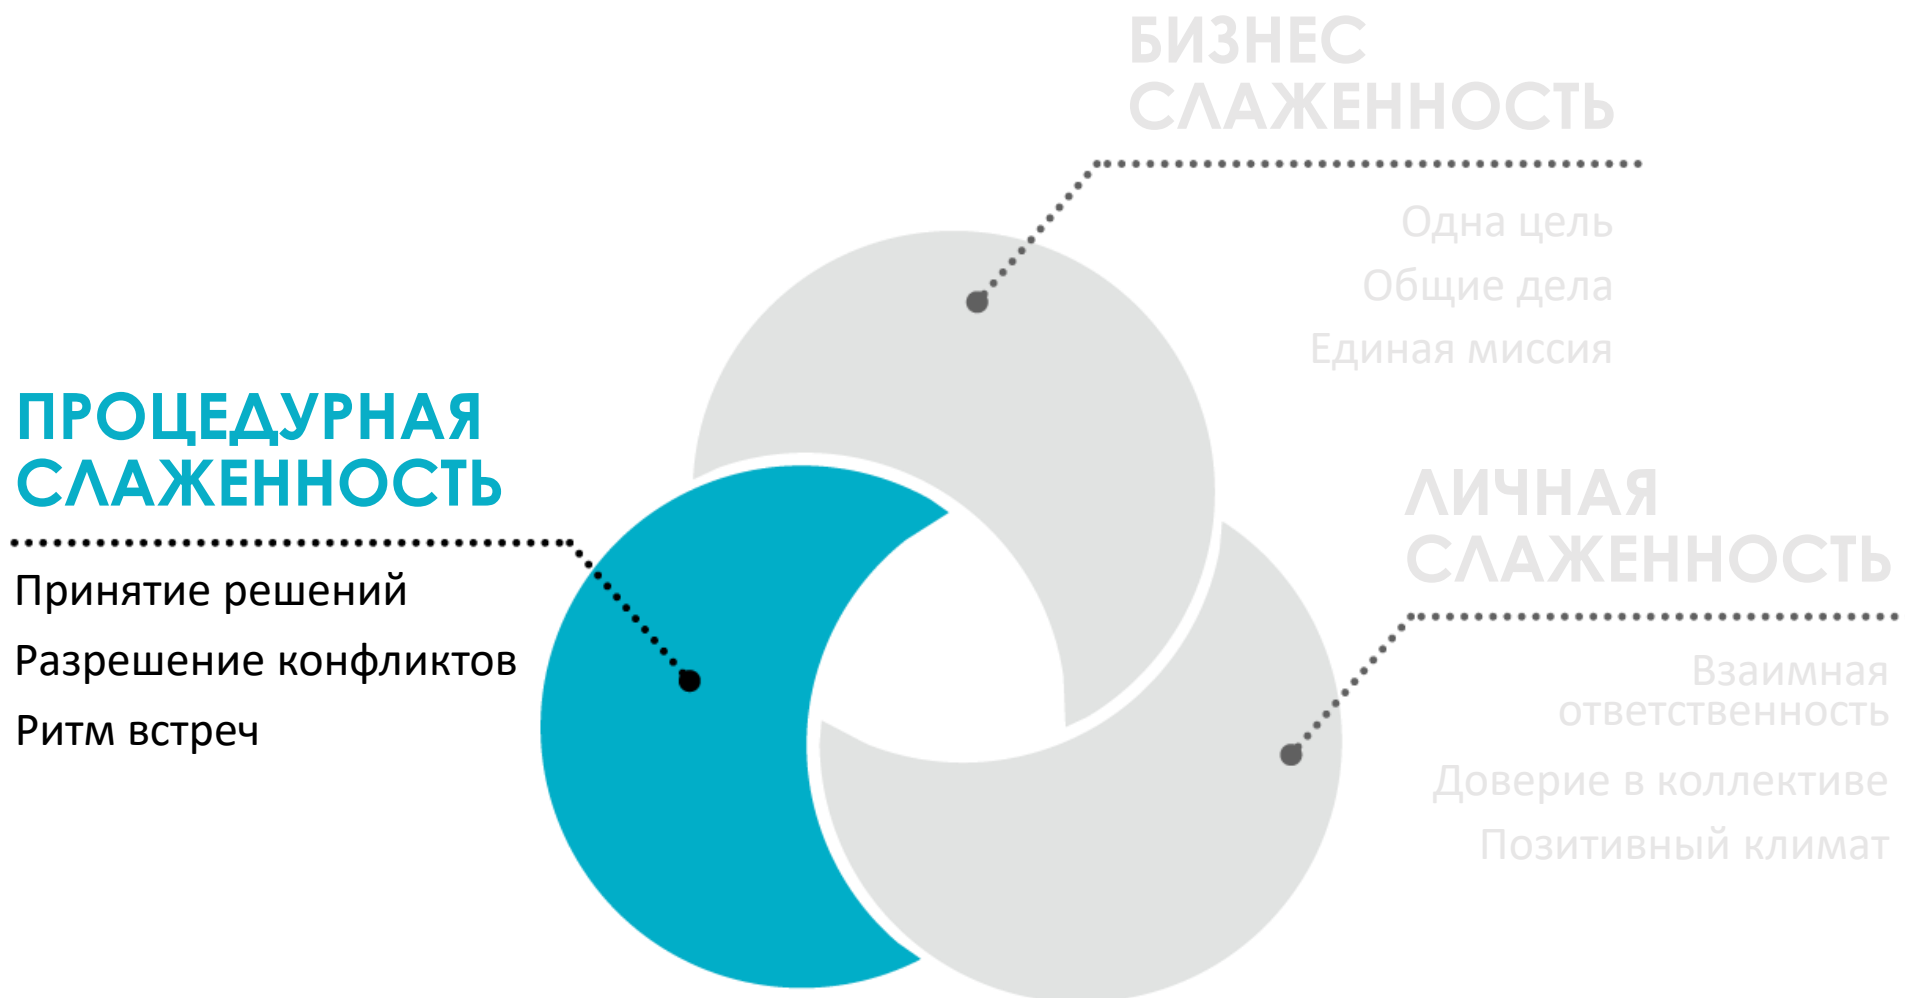 БИЗНЕС
СЛАЖЕННОСТЬ
Одна цель
Общие дела
Единая миссия
ПРОЦЕДУРНАЯ
СЛАЖЕННОСТЬ
Принятие решений
Разрешение конфликтов
Ритм встреч
ЛИЧНАЯ
СЛАЖЕННОСТЬ
Взаимная
ответственность
Доверие в коллективе
Позитивный климат